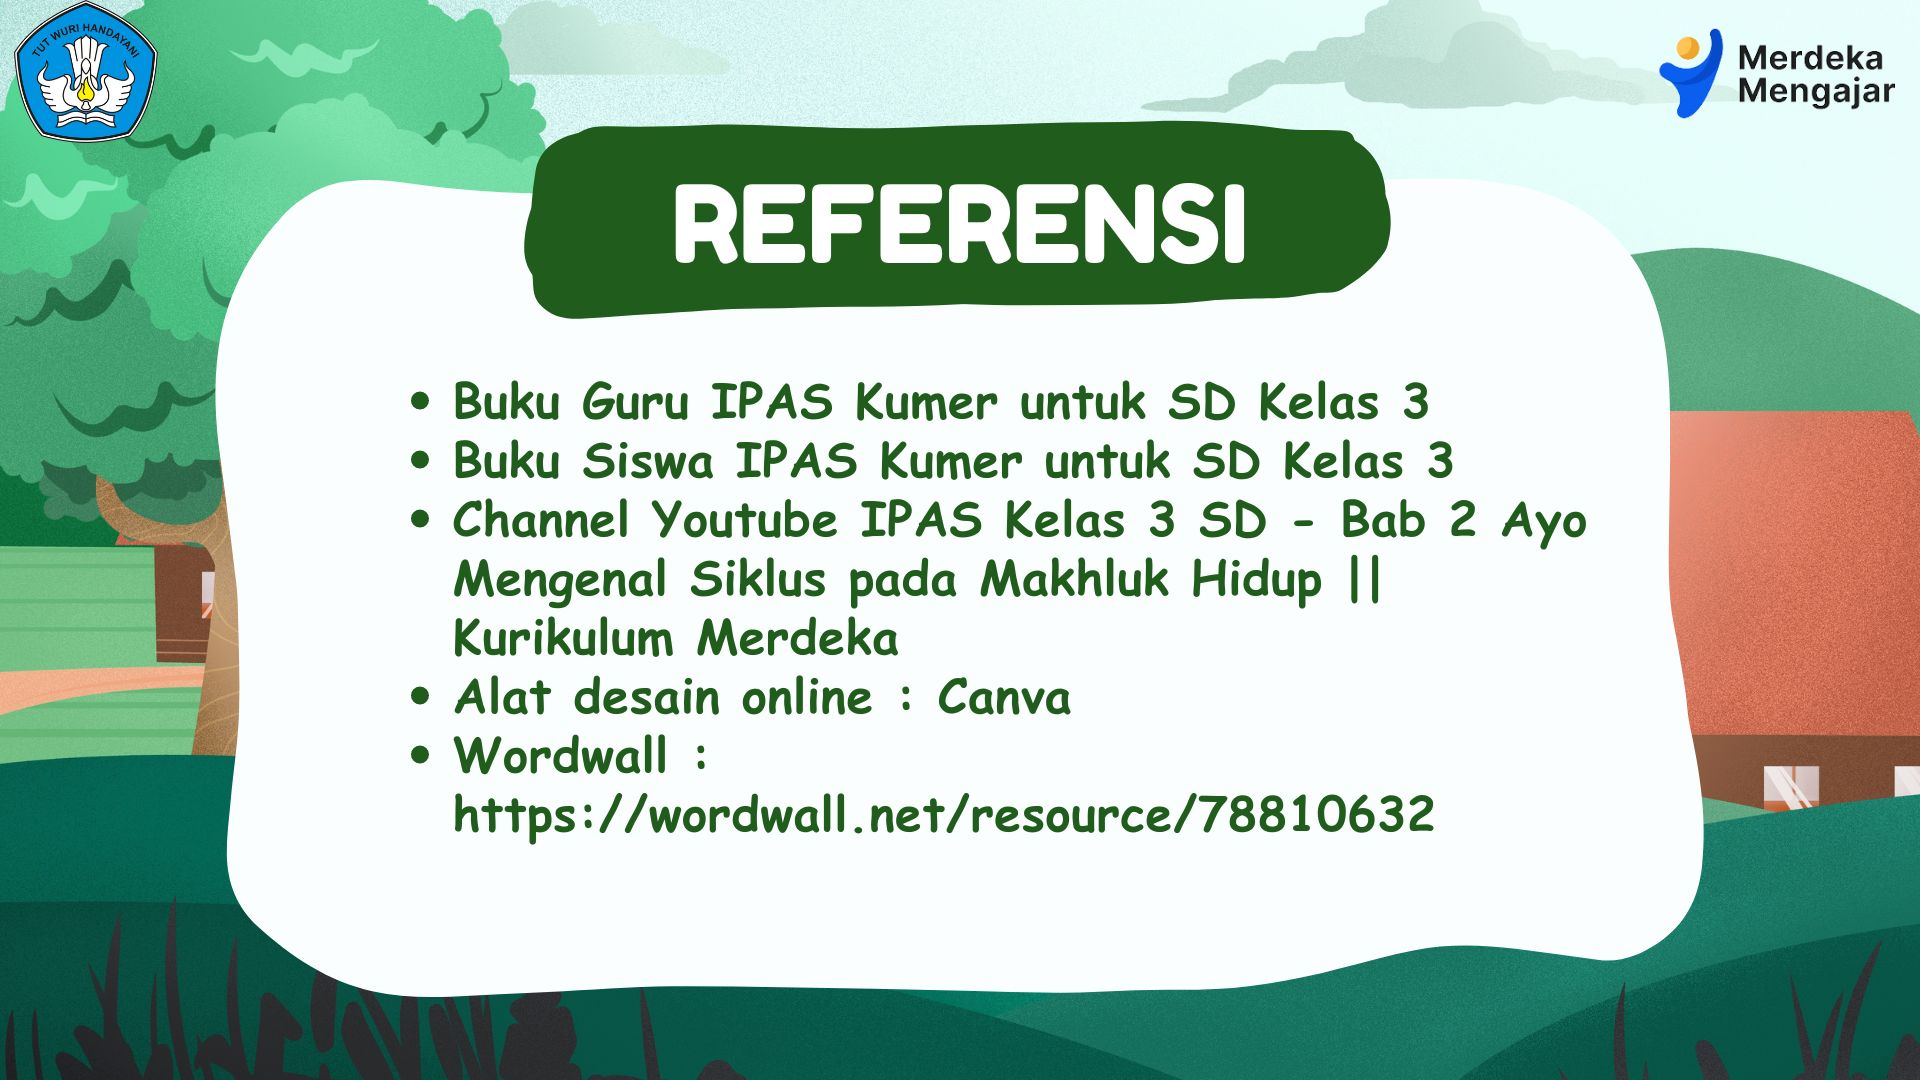 TUT WURI HANDAYANI
Merdeka
Mengajar
REFERENSI
• Buku Guru IPAS Kumer untuk SD Kelas 3
• Buku Siswa IPAS Kumer untuk SD Kelas 3
• Channel Youtube IPAS Kelas 3 SD - Bab 2 Ayo
Mengenal Siklus pada Makhluk Hidup ||
Kurikulum Merdeka
• Alat desain online : Canva
• Wordwall :
https://wordwall.net/resource/78810632